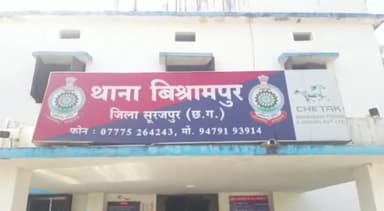 थाना बिश्रामपुर
जिला सूरजपुर (छ.ग.)
फोन : 07775 264243, मो. 94791 93914
CHETAK